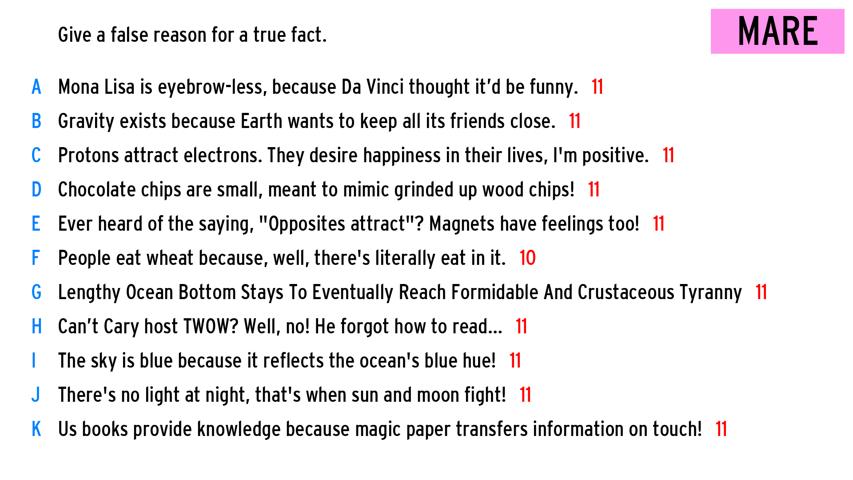 Give a false reason for a true fact.
MARE
A Mona Lisa is eyebrow-less, because Da Vinci thought it'd be funny. 11
B Gravity exists because Earth wants to keep all its friends close. 11
C Protons attract electrons. They desire happiness in their lives, I'm positive. 11
D Chocolate chips are small, meant to mimic grinded up wood chips! 11
E Ever heard of the saying, "Opposites attract"? Magnets have feelings too! 11
F People eat wheat because, well, there's literally eat in it. 10
G Lengthy Ocean Bottom Stays To Eventually Reach Formidable And Crustaceous Tyranny 11
H Can't Cary host TWOW? Well, no! He forgot how to read... 11
I The sky is blue because it reflects the ocean's blue hue! 11
J There's no light at night, that's when sun and moon fight! 11
K Us books provide knowledge because magic paper transfers information on touch! 11